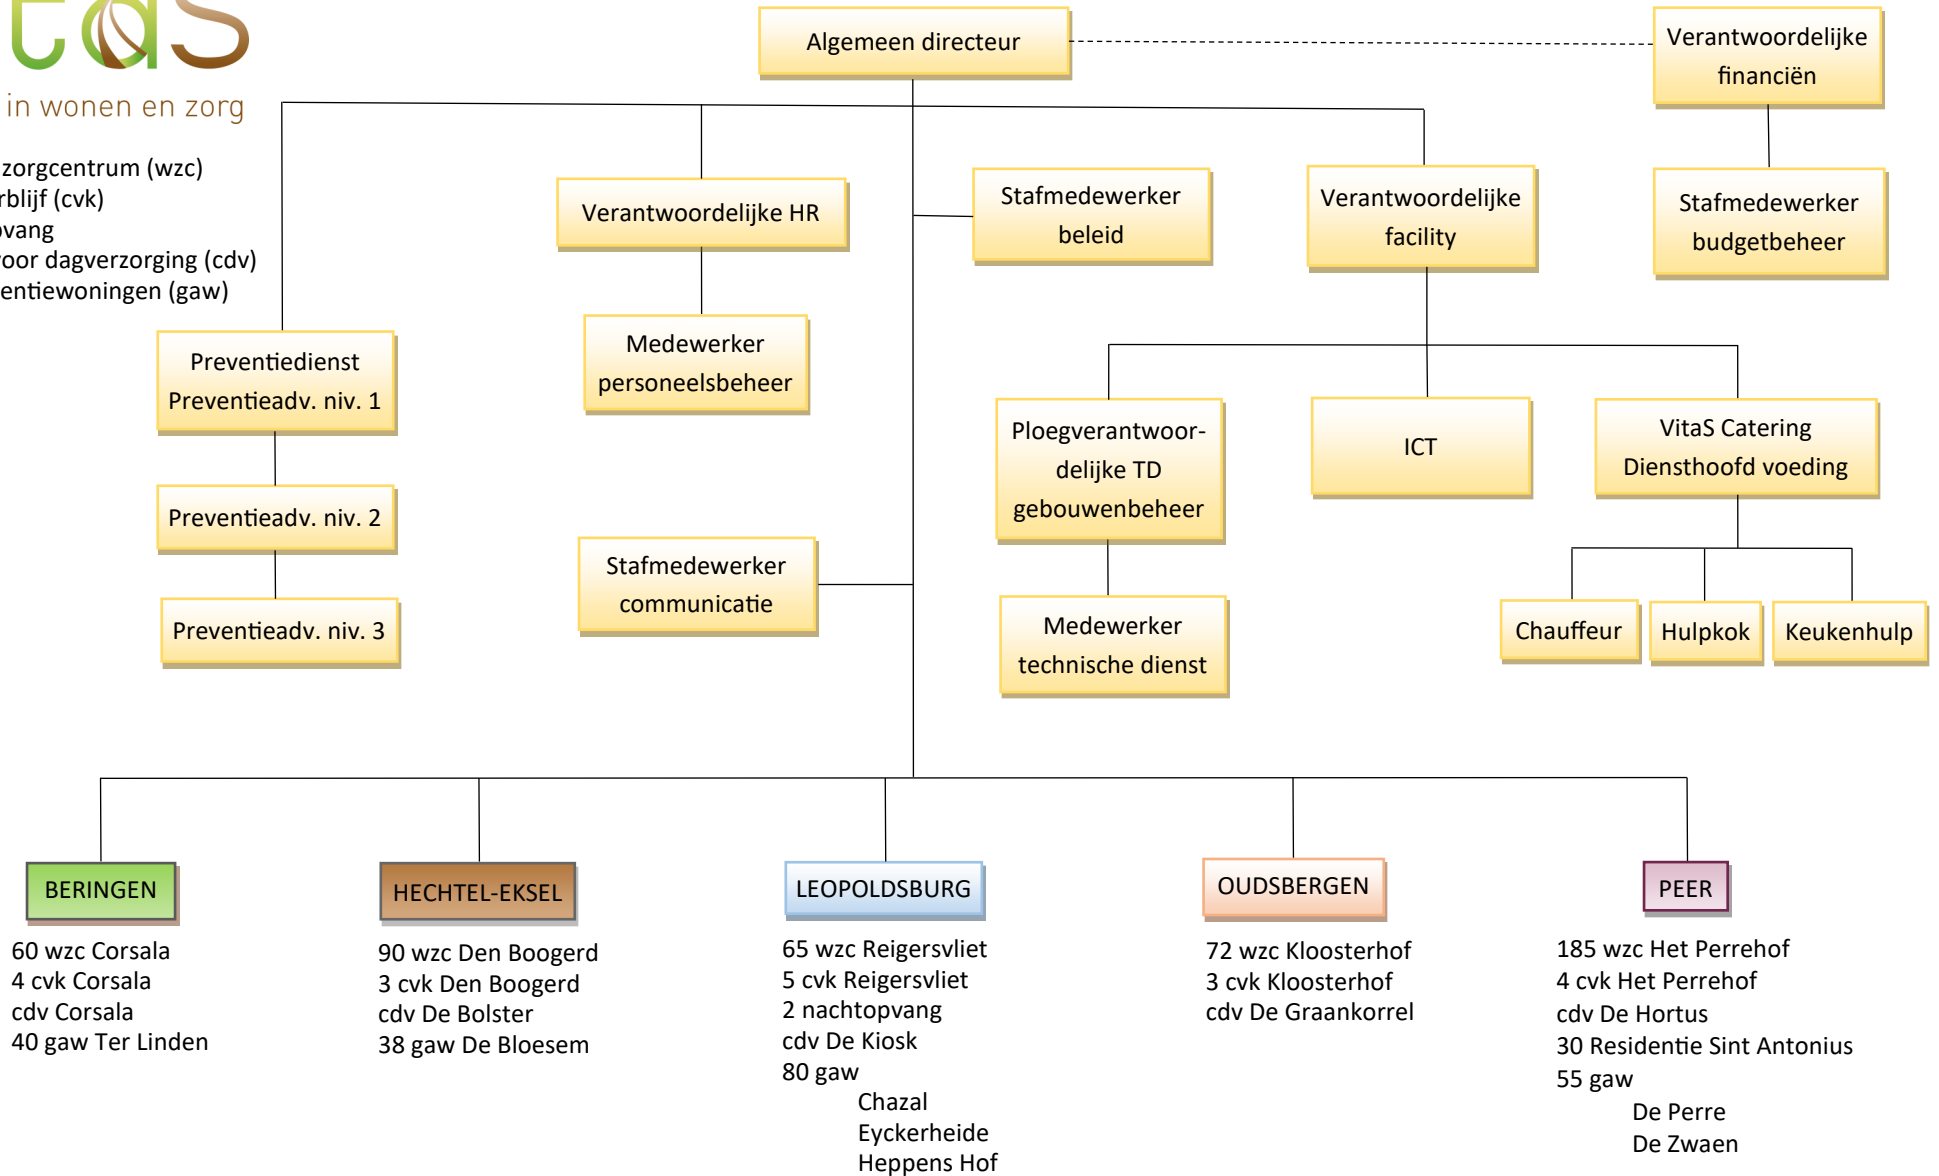 in wonen en zorg
zorgcentrum (wzc)
(cvk)
voor dagverzorging (cdv)
(gaw)
Algemeen directeur
Verantwoordelijke
financiën
Stafmedewerker
budgetbeheer
Verantwoordelijke HR
Medewerker
personeelsbeheer
Stafmedewerker
beleid
Verantwoordelijke
facility
Preventiedienst
Preventieadv. niv. 1
Preventieadv. niv. 2
Preventieadv. niv. 3
Stafmedewerker
communicatie
Ploegverantwoor-
delijke TD
gebouwenbeheer
Medewerker
technische dienst
ICT
VitaS Catering
Diensthoofd voeding
Chauffeur
Hulpkok
Keukenhulp
BERINGEN
60 wzc Corsala
4 cvk Corsala
cdv Corsala
40 gaw Ter Linden
HECHTEL-EKSEL
90 wzc Den Boogerd
3 cvk Den Boogerd
cdv De Bolster
38 gaw De Bloesem
LEOPOLDSBURG
65 wzc Reigersvliet
5 cvk Reigersvliet
2 nachtopvang
cdv De Kiosk
80 gaw
Chazal
Eyckerheide
Heppens Hof
OUDSBERGEN
72 wzc Kloosterhof
3 cvk Kloosterhof
cdv De Graankorrel
PEER
185 wzc Het Perrehof
4 cvk Het Perrehof
cdv De Hortus
30 Residentie Sint Antonius
55 gaw
De Perre
De Zwaen